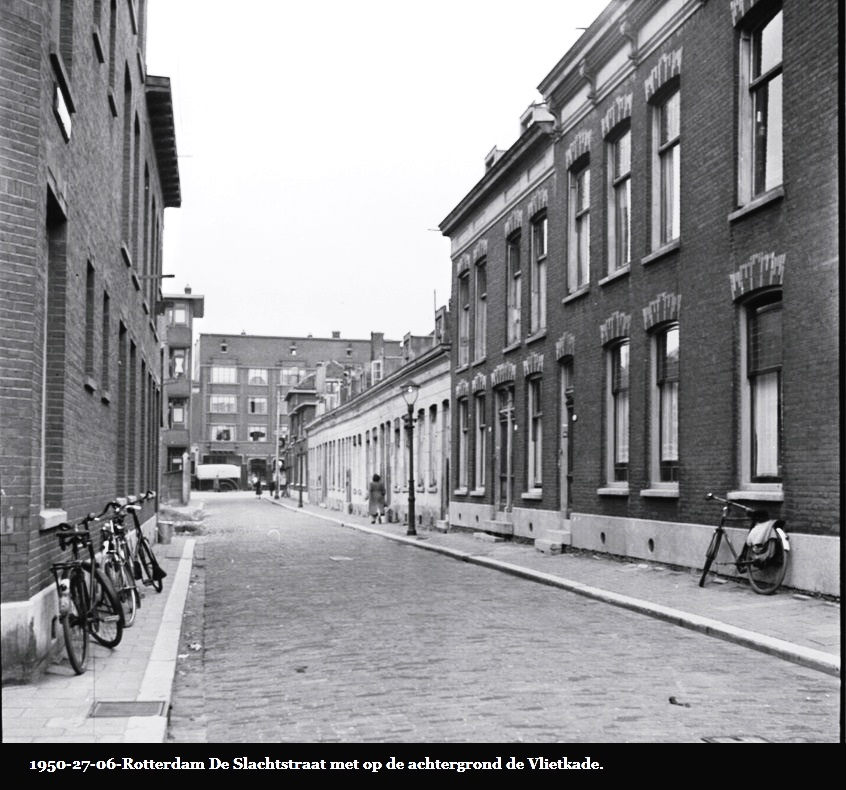 1950-27-06-Rotterdam De Slachtstraat met op de achtergrond de Vlietkade.